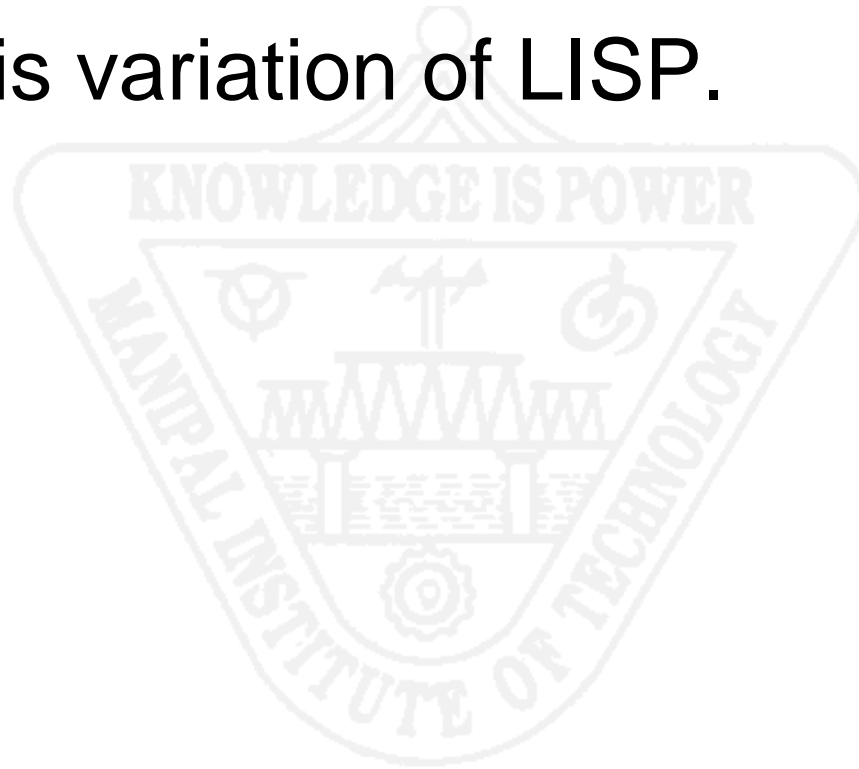 is variation of LISP.
KNOWLEDGE IS POWER
MANIPAL INSTITUTE OF TECHNOLOGY